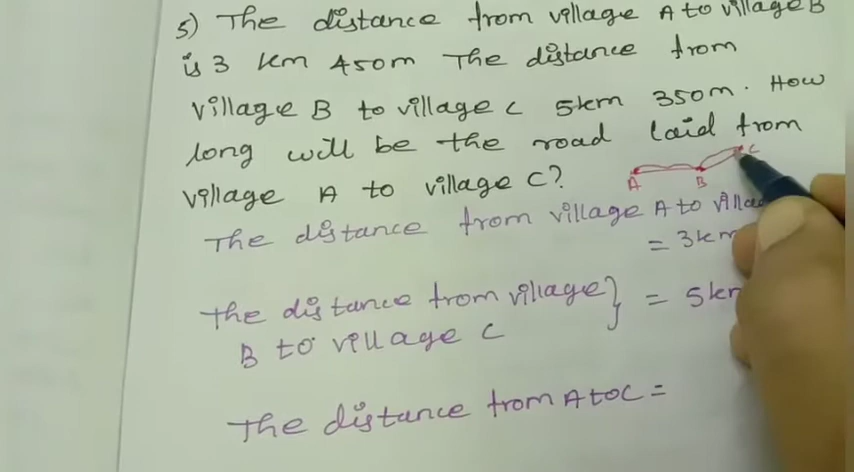 5) The distance from village A to village B
is 3 km 450m The distance from
village B to village c 5km 350m. How
long will be the road laid from
village A to village C?
A B C
The distance from village A to
= 3km
The distance from village } = 5km
B to village C
The distance from A to C =